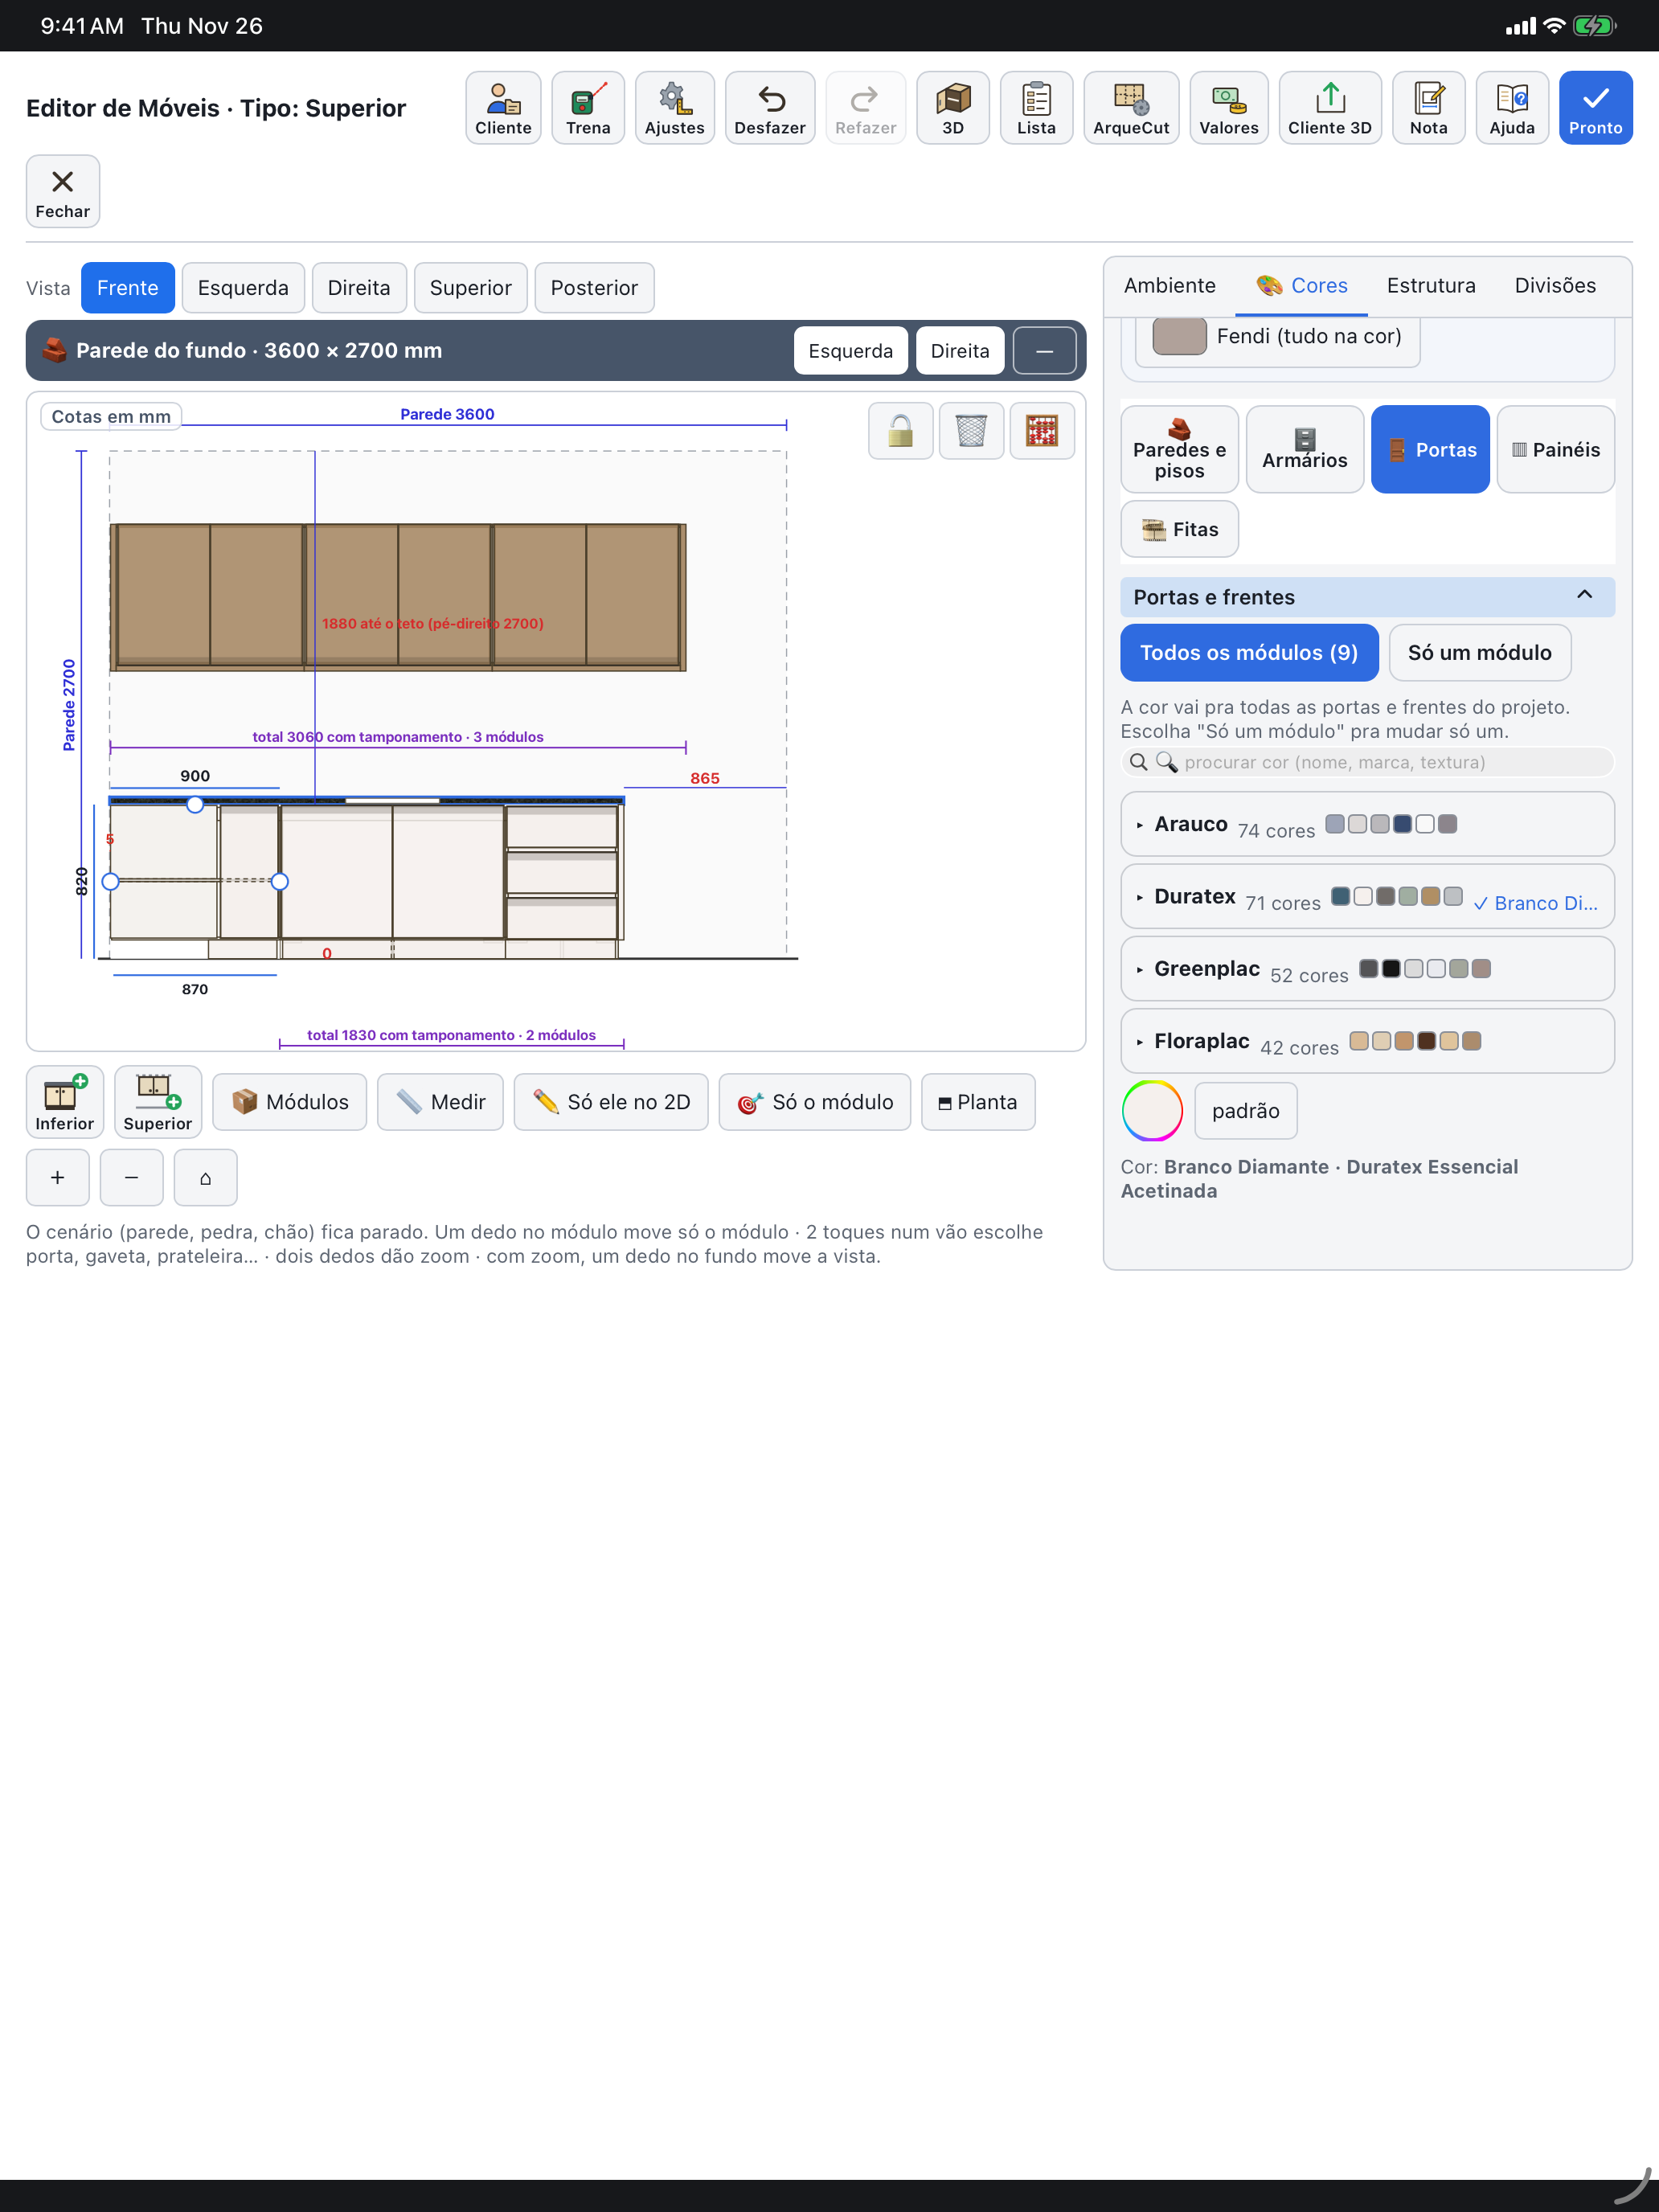 9:41 AM Thu Nov 26
Editor de Móveis · Tipo: Superior
Cliente
Trena
Ajustes
Desfazer
Refazer
3D
Lista
ArqueCut
Valores
Cliente 3D
Nota
Ajuda
Pronto
Fechar
Vista
Frente
Esquerda
Direita
Superior
Posterior
Parede do fundo · 3600 × 2700 mm
Esquerda
Direita
—
Cotas em mm
Parede 3600
Parede 2700
1880 até o teto (pé-direito 2700)
total 3060 com tamponamento · 3 módulos
900
865
5
820
0
870
total 1830 com tamponamento · 2 módulos
Inferior
Superior
Módulos
Medir
Só ele no 2D
Só o módulo
Planta
+
−
O cenário (parede, pedra, chão) fica parado. Um dedo no módulo move só o módulo · 2 toques num vão escolhe
porta, gaveta, prateleira... · dois dedos dão zoom · com zoom, um dedo no fundo move a vista.
Ambiente
Cores
Estrutura
Divisões
Fendi (tudo na cor)
Paredes e
pisos
Armários
Portas
Painéis
Fitas
Portas e frentes
Todos os módulos (9)
Só um módulo
A cor vai pra todas as portas e frentes do projeto.
Escolha "Só um módulo" pra mudar só um.
procurar cor (nome, marca, textura)
Arauco 74 cores
Duratex 71 cores ✓ Branco Di...
Greenplac 52 cores
Floraplac 42 cores
padrão
Cor: Branco Diamante · Duratex Essencial
Acetinada